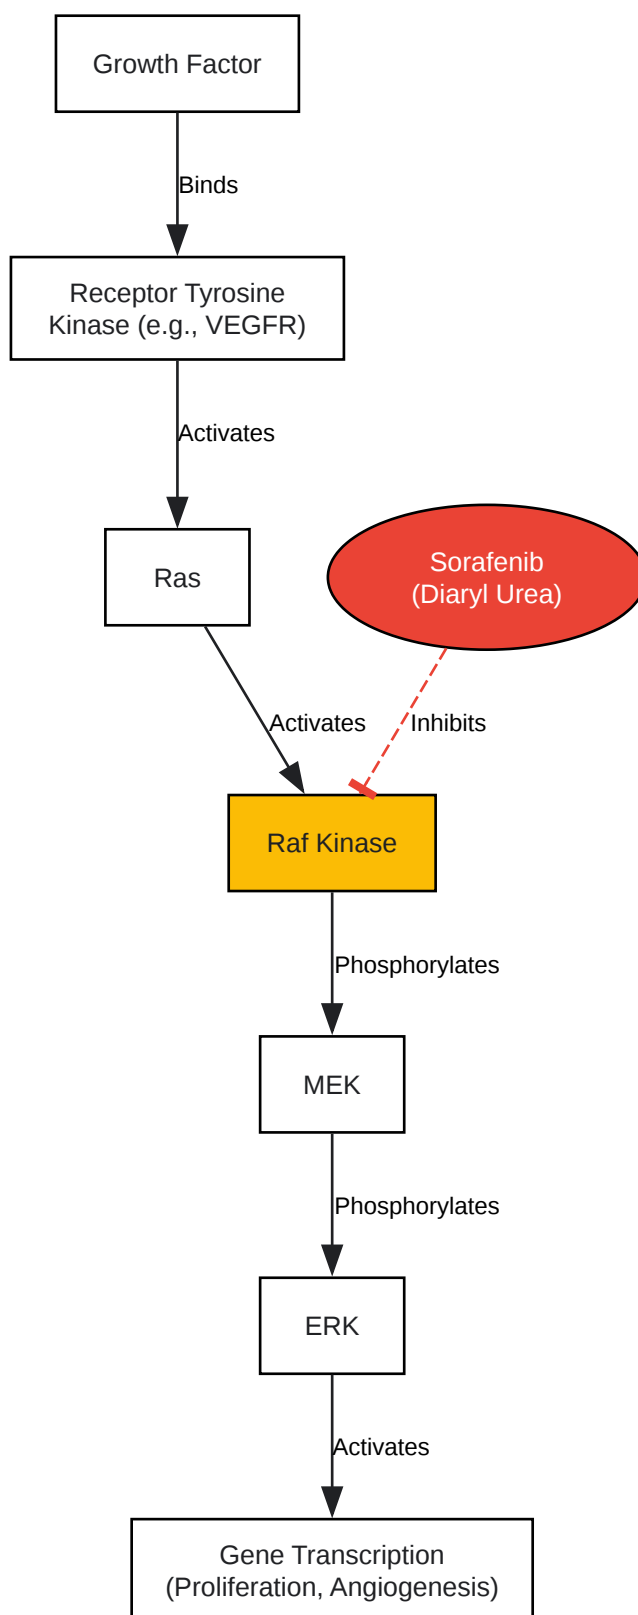 Growth Factor
Binds
Receptor Tyrosine
Kinase (e.g., VEGFR)
Activates
Ras
Sorafenib
(Diaryl Urea)
Activates
Inhibits
Raf Kinase
Phosphorylates
MEK
Phosphorylates
ERK
Activates
Gene Transcription
(Proliferation, Angiogenesis)